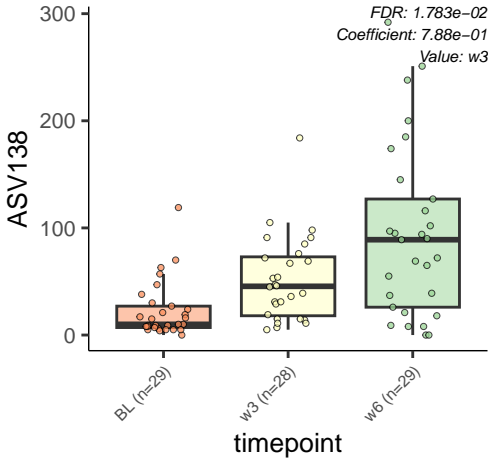 FDR: 1.783e−02
Coefficient: 7.88e−01
Value: w3
300
200
100
0
ASV138
BL (n=29)
w3 (n=28)
w6 (n=29)
timepoint